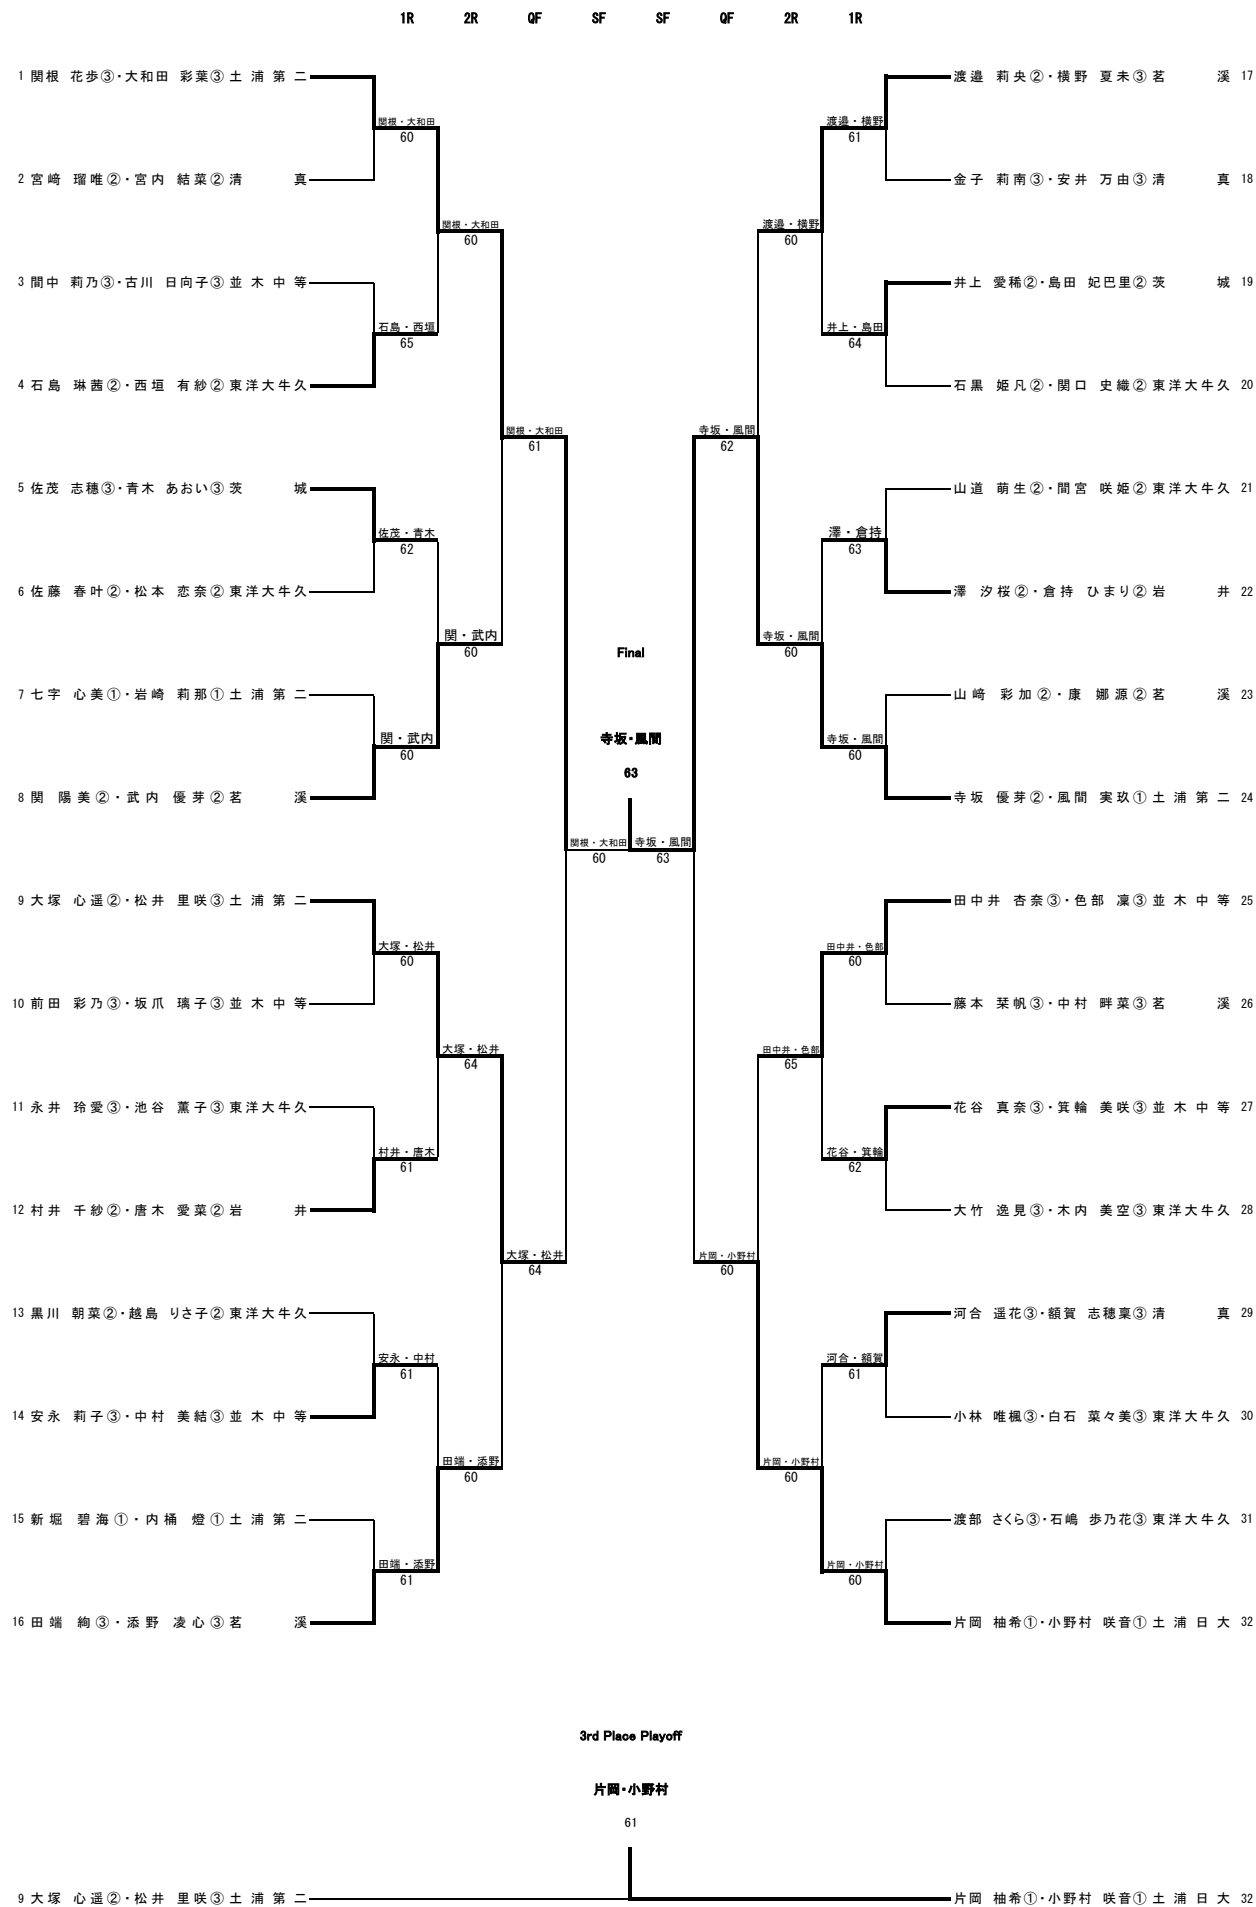 1R 2R QF SF SF QF 2R 1R
1 関根 花歩③・大和田 彩葉③ 土浦第二
渡邉 莉央②・横野 夏未③ 茗溪 17
関根・大和田
60
渡邉・横野
61
2 宮﨑 瑠唯②・宮内 結菜② 清真
金子 莉南③・安井 万由③ 清真 18
関根・大和田
60
渡邉・横野
60
3 間中 莉乃③・古川 日向子③ 並木中等
井上 愛稀②・島田 妃巴里② 茨城 19
石島・西垣
65
井上・島田
64
4 石島 琳茜②・西垣 有紗② 東洋大牛久
石黒 姫凡②・関口 史織② 東洋大牛久 20
関根・大和田
61
寺坂・風間
62
5 佐茂 志穗③・青木 あおい③ 茨城
山道 萌生②・間宮 咲姫② 東洋大牛久 21
佐茂・青木
62
澤・倉持
63
6 佐藤 春叶②・松本 恋奈② 東洋大牛久
澤 汐桜②・倉持 ひまり② 岩井 22
関・武内
60
寺坂・風間
60
Final
7 七字 心美①・岩崎 莉那① 土浦第二
山﨑 彩加②・康 娜源② 茗溪 23
関・武内
60
寺坂・風間
60
寺坂・風間
63
8 関 陽美②・武内 優芽② 茗溪
寺坂 優芽②・風間 実玖① 土浦第二 24
関根・大和田
60
寺坂・風間
63
9 大塚 心遥②・松井 里咲③ 土浦第二
田中井 杏奈③・色部 凜③ 並木中等 25
大塚・松井
60
田中井・色部
60
10 前田 彩乃③・坂爪 璃子③ 並木中等
藤本 栞帆③・中村 畔菜③ 茗溪 26
大塚・松井
64
田中井・色部
65
11 永井 玲愛③・池谷 薫子③ 東洋大牛久
花谷 真奈③・箕輪 美咲③ 並木中等 27
村井・唐木
61
花谷・箕輪
62
12 村井 千紗②・唐木 愛菜② 岩井
大竹 逸見③・木内 美空③ 東洋大牛久 28
大塚・松井
64
片岡・小野村
60
13 黒川 朝菜②・越島 りさ子② 東洋大牛久
河合 遥花③・額賀 志穂稟③ 清真 29
安永・中村
61
河合・額賀
61
14 安永 莉子③・中村 美結③ 並木中等
小林 唯楓③・白石 菜々美③ 東洋大牛久 30
田端・添野
60
片岡・小野村
60
15 新堀 碧海①・内桶 燈① 土浦第二
渡部 さくら③・石嶋 歩乃花③ 東洋大牛久 31
田端・添野
61
片岡・小野村
60
16 田端 絢③・添野 凌心③ 茗溪
片岡 柚希①・小野村 咲音① 土浦日大 32
3rd Place Playoff
片岡・小野村
61
9 大塚 心遥②・松井 里咲③ 土浦第二
片岡 柚希①・小野村 咲音① 土浦日大 32